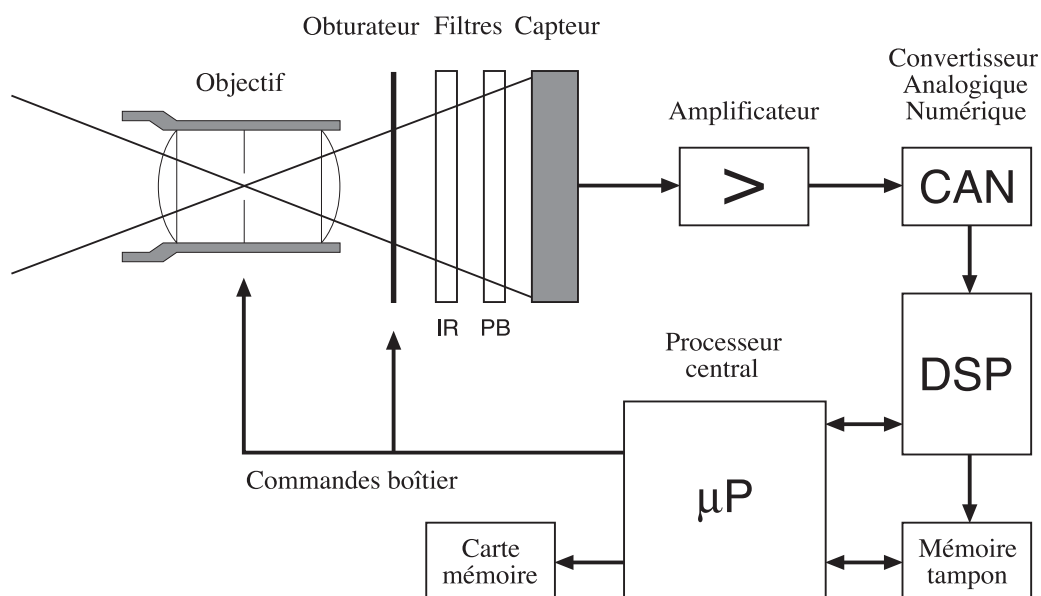 Obturateur Filtres Capteur
Objectif
Convertisseur
Analogique
Numérique
Amplificateur
>
CAN
IR PB
Processeur
central
DSP
Commandes boîtier
μP
Carte
mémoire
Mémoire
tampon